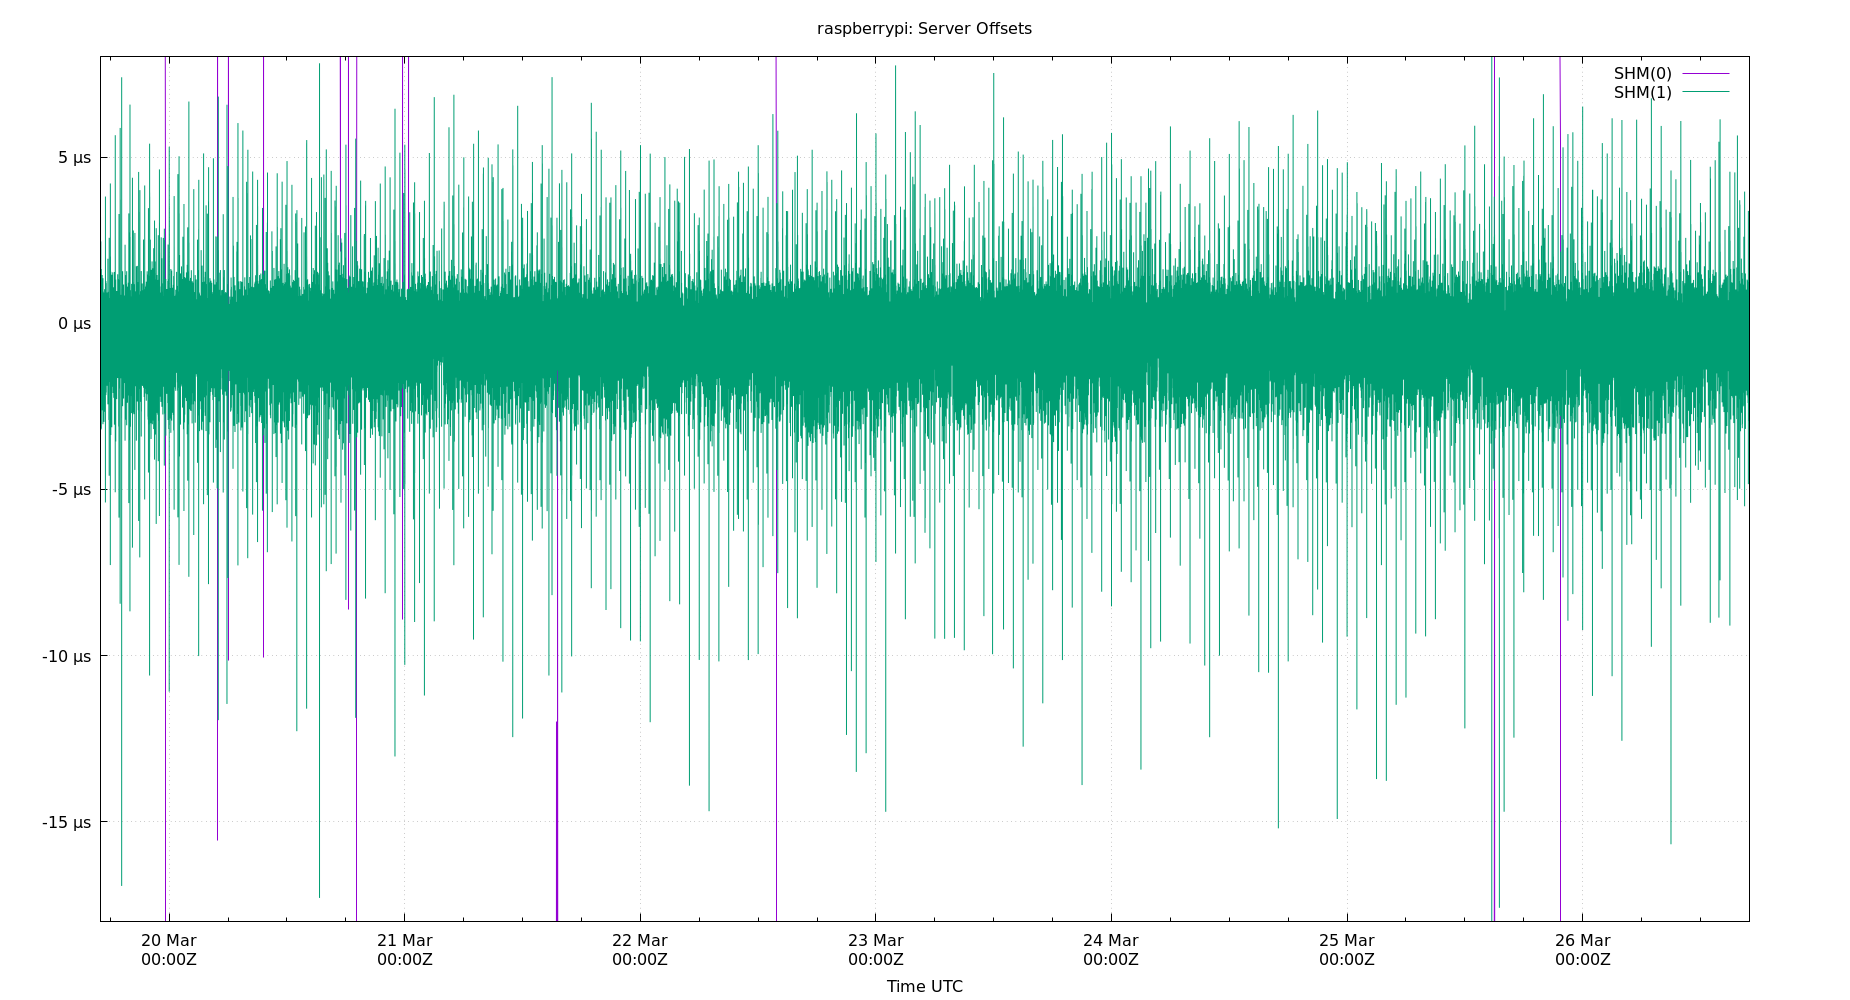 raspberrypi: Server Offsets
SHM(0)
SHM(1)
5 µs
0 µs
-5 µs
-10 µs
-15 µs
20 Mar 21 Mar 22 Mar 23 Mar 24 Mar 25 Mar 26 Mar
00:00Z 00:00Z 00:00Z 00:00Z 00:00Z 00:00Z 00:00Z
Time UTC